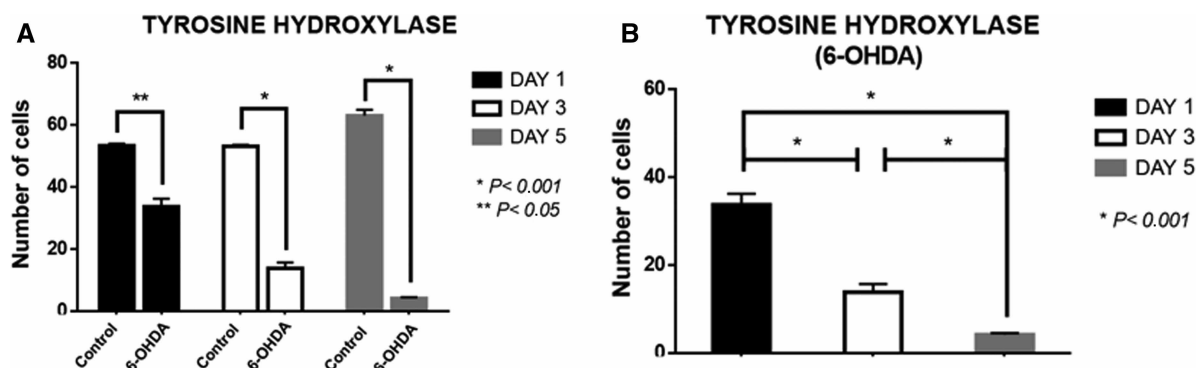 A
TYROSINE HYDROXYLASE
Number of cells
80
60
40
20
0
**
*
*
Control
6-OHDA
Control
6-OHDA
Control
6-OHDA
DAY 1
DAY 3
DAY 5
* P< 0.001
** P< 0.05
B
TYROSINE HYDROXYLASE
(6-OHDA)
Number of cells
60
40
20
0
*
*
*
DAY 1
DAY 3
DAY 5
* P< 0.001